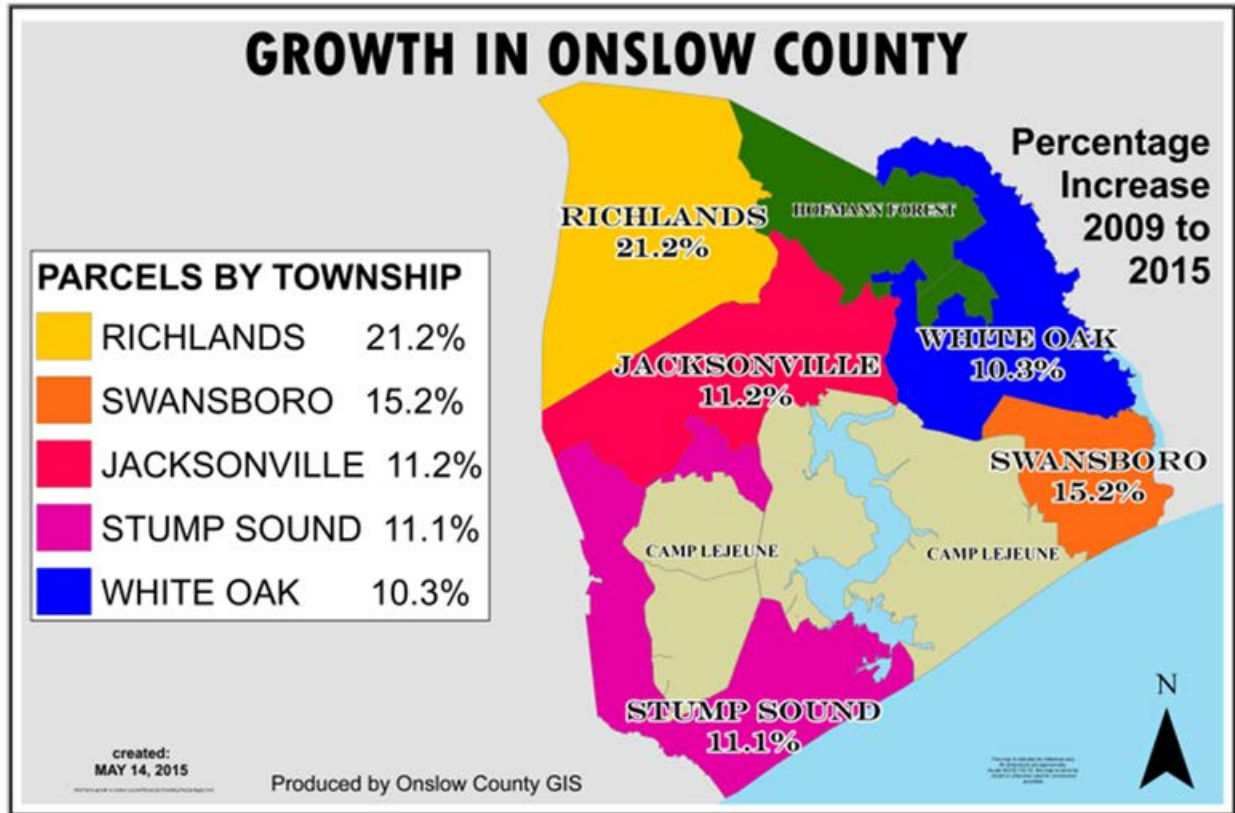 GROWTH IN ONSLOW COUNTY
Percentage
Increase
2009 to
2015
HOFMANN FOREST
RICHLANDS
21.2%
PARCELS BY TOWNSHIP
RICHLANDS 21.2%
SWANSBORO 15.2%
JACKSONVILLE 11.2%
STUMP SOUND 11.1%
WHITE OAK 10.3%
WHITE OAK
10.3%
JACKSONVILLE
11.2%
SWANSBORO
15.2%
CAMP LEJEUNE
CAMP LEJEUNE
STUMP SOUND
11.1%
N
created:
MAY 14, 2015
Produced by Onslow County GIS